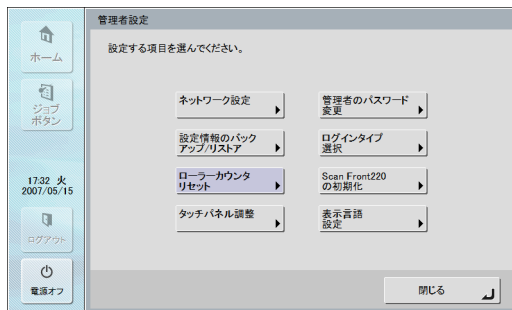 管理者設定
設定する項目を選んでください。
ホーム
ジョブ
ボタン
17:32 火
2007/05/15
ログアウト
電源オフ
ネットワーク設定
管理者のパスワード
変更
設定情報のバック
アップ/リストア
ログインタイプ
選択
ローラーカウンタ
リセット
Scan Front220
の初期化
タッチパネル調整
表示言語
設定
閉じる